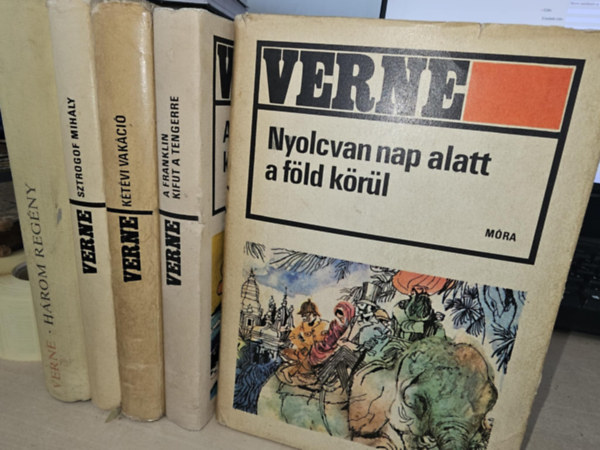 VERNE · HÁROM REGÉNY
VERNE
SZTROGOF MIHÁLY
VERNE
KÉTÉVI VAKÁCIÓ
VERNE
A FRANKLIN
KIFUT A TENGERRE
VERNE
Nyolcvan nap alatt
a föld körül
MÓRA